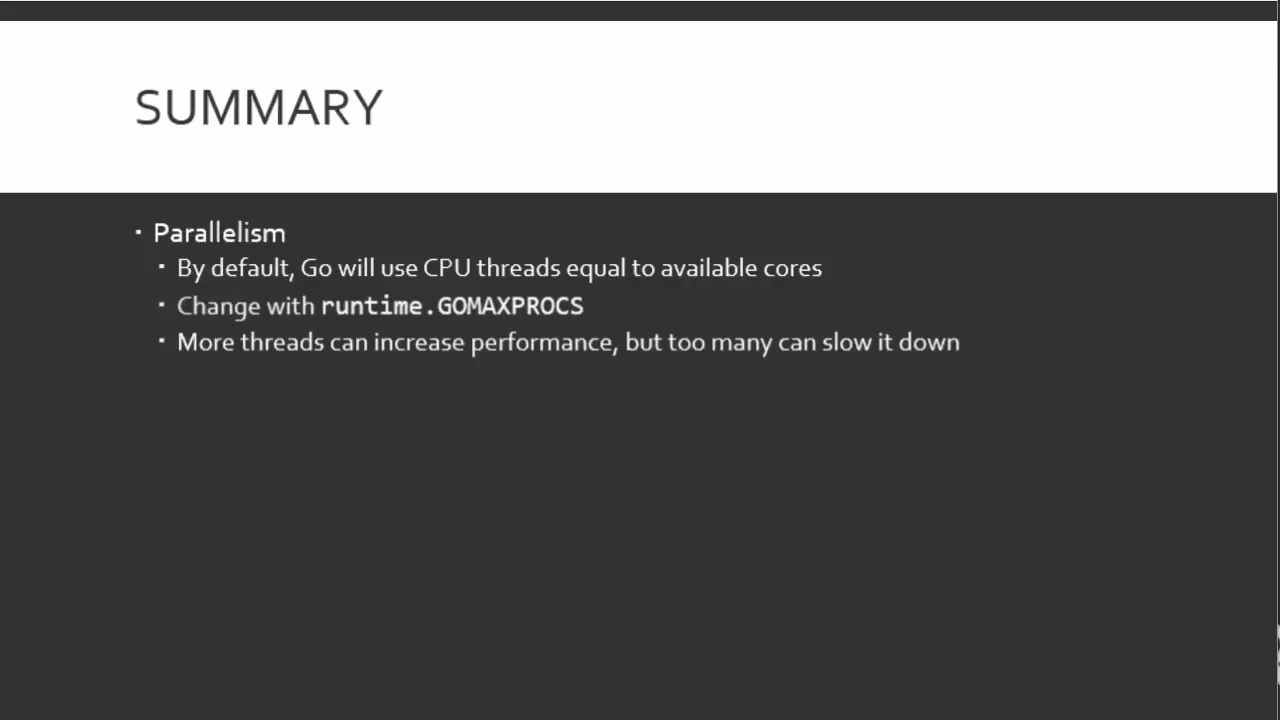 SUMMARY
· Parallelism
· By default, Go will use CPU threads equal to available cores
· Change with runtime.GOMAXPROCS
· More threads can increase performance, but too many can slow it down